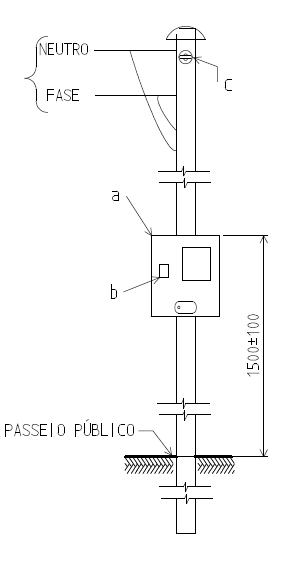 NEUTRO
FASE
c
a
b
1500±100
PASSEIO PÚBLICO